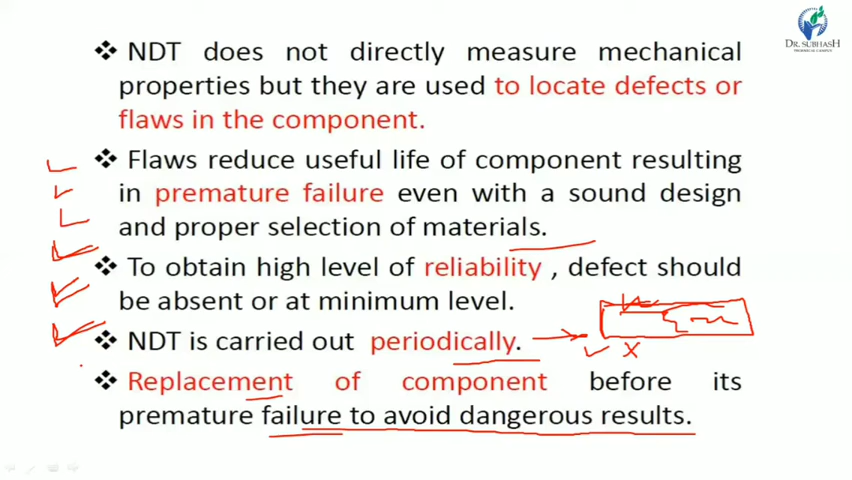 DR. SUBHASH
❖ NDT does not directly measure mechanical
properties but they are used to locate defects or
flaws in the component.
❖ Flaws reduce useful life of component resulting
in premature failure even with a sound design
and proper selection of materials.
❖ To obtain high level of reliability , defect should
be absent or at minimum level.
❖ NDT is carried out periodically.
❖ Replacement of component before its
premature failure to avoid dangerous results.